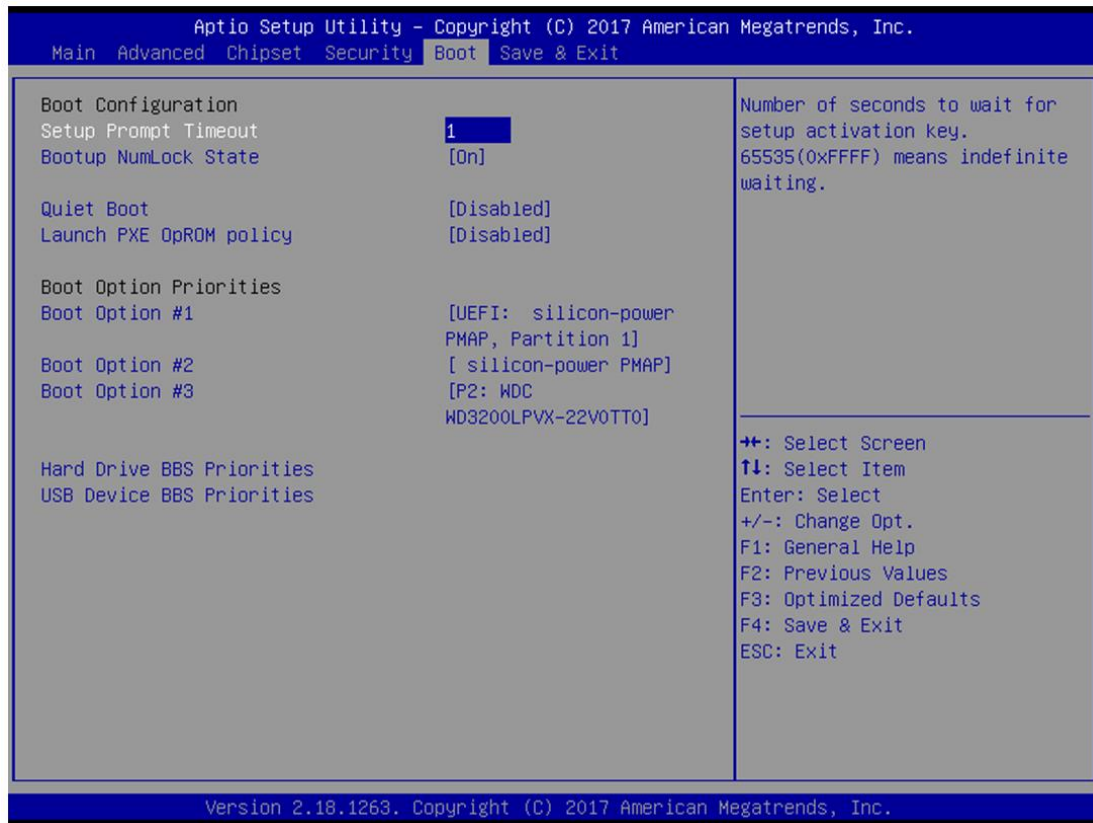 Aptio Setup Utility – Copyright (C) 2017 American Megatrends, Inc.
Main Advanced Chipset Security Boot Save & Exit
Boot Configuration
Setup Prompt Timeout 1
Bootup NumLock State [On]
Quiet Boot [Disabled]
Launch PXE OpROM policy [Disabled]
Boot Option Priorities
Boot Option #1 [UEFI: silicon-power
PMAP, Partition 1]
Boot Option #2 [ silicon-power PMAP]
Boot Option #3 [P2: WDC
WD3200LPVX-22V0TT0]
Hard Drive BBS Priorities
USB Device BBS Priorities
Number of seconds to wait for
setup activation key.
65535(0xFFFF) means indefinite
waiting.
→←: Select Screen
↑↓: Select Item
Enter: Select
+/-: Change Opt.
F1: General Help
F2: Previous Values
F3: Optimized Defaults
F4: Save & Exit
ESC: Exit
Version 2.18.1263. Copyright (C) 2017 American Megatrends, Inc.